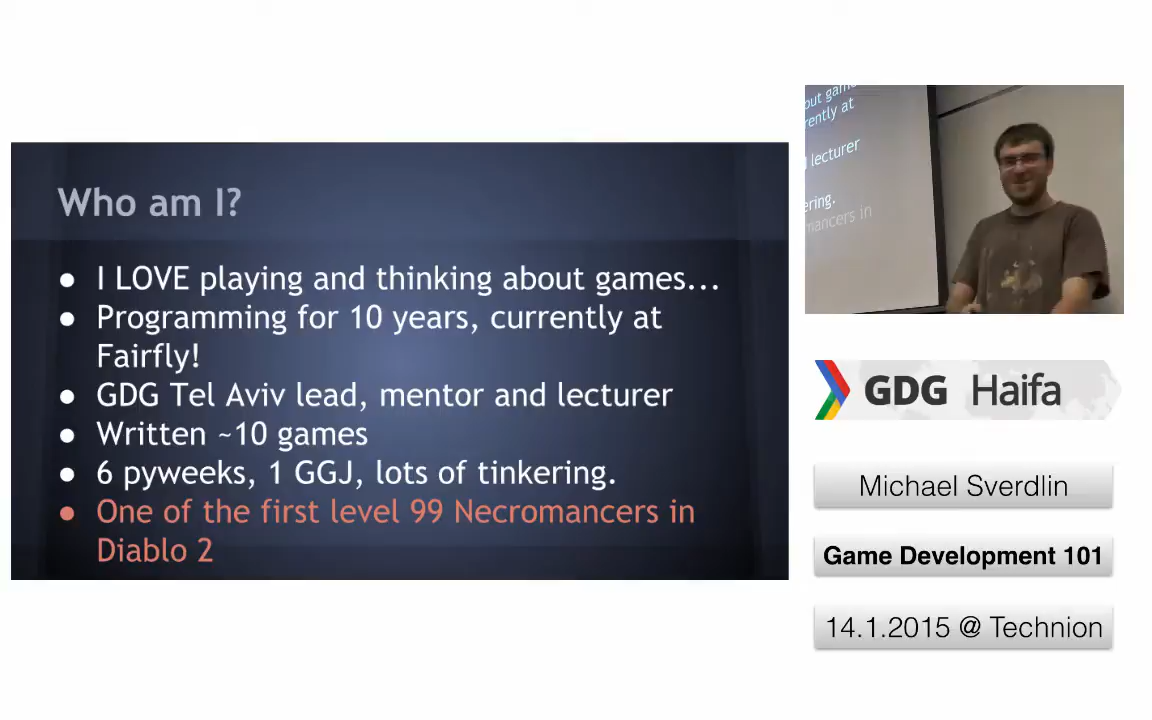 Who am I?
● I LOVE playing and thinking about games...
● Programming for 10 years, currently at
Fairfly!
● GDG Tel Aviv lead, mentor and lecturer
● Written ~10 games
● 6 pyweeks, 1 GGJ, lots of tinkering.
● One of the first level 99 Necromancers in
Diablo 2
lecturer
GDG Haifa
Michael Sverdlin
Game Development 101
14.1.2015 @ Technion